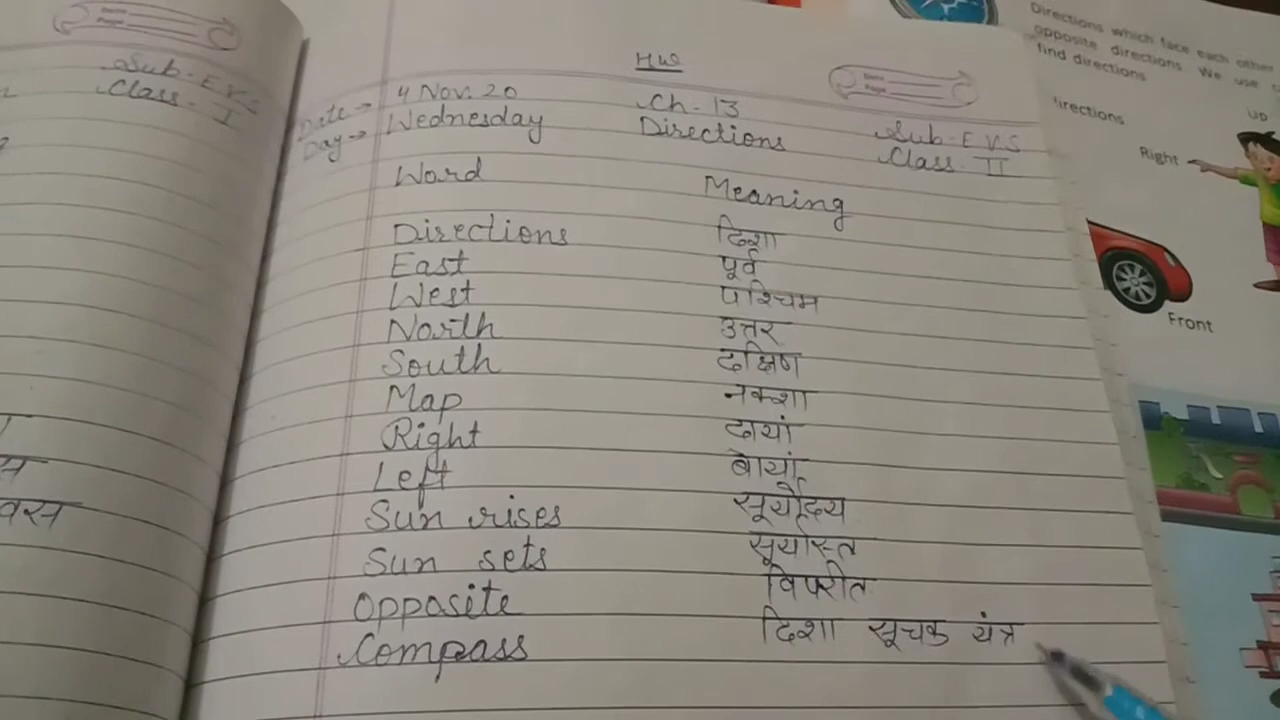 Sub-E.V.S
Class-I
H.W
Date → 4 Nov. 20 Ch-13
Day → Wednesday Directions Sub-E.V.S
Class-II
Word Meaning
Directions दिशा
East पूर्व
West पश्चिम
North उत्तर
South दक्षिण
Map नक्शा
Right दायां
Left बायां
Sun rises सूर्योदय
Sun sets सूर्यास्त
Opposite विपरीत
Compass दिशा सूचक यंत्र
Directions which face each other
opposite directions. We use
find directions
irections
Up
Right
Front